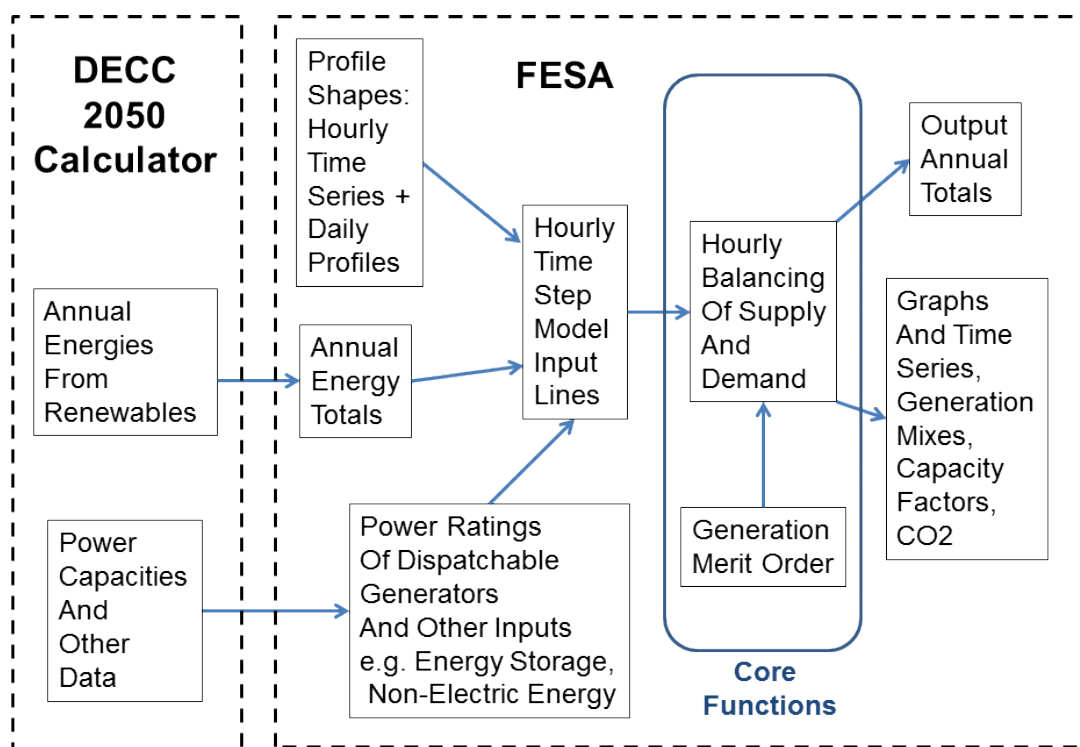 DECC
2050
Calculator
Annual
Energies
From
Renewables
Power
Capacities
And
Other
Data
FESA
Profile
Shapes:
Hourly
Time
Series +
Daily
Profiles
Annual
Energy
Totals
Power Ratings
Of Dispatchable
Generators
And Other Inputs
e.g. Energy Storage,
Non-Electric Energy
Hourly
Time
Step
Model
Input
Lines
Hourly
Balancing
Of Supply
And
Demand
Generation
Merit Order
Core
Functions
Output
Annual
Totals
Graphs
And Time
Series,
Generation
Mixes,
Capacity
Factors,
CO2